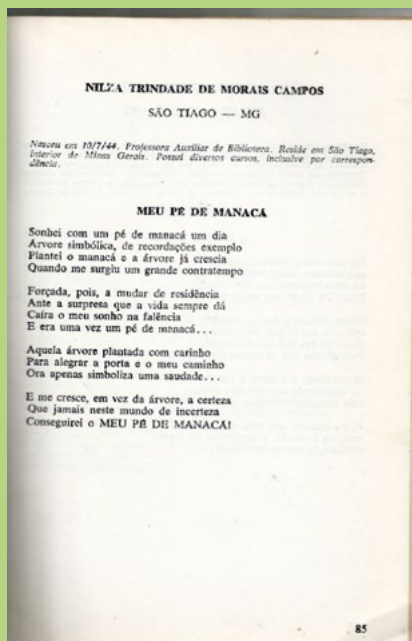 NILZA TRINDADE DE MORAIS CAMPOS
SÃO TIAGO — MG
Nasceu em 10/7/44. Professora Auxiliar de Biblioteca. Reside em São Tiago,
interior de Minas Gerais. Possui diversos cursos, inclusive por correspon-
dência.
MEU PÉ DE MANACÁ
Sonhei com um pé de manacá um dia
Árvore simbólica, de recordações exemplo
Plantei o manacá e a árvore já crescia
Quando me surgiu um grande contratempo
Forçada, pois, a mudar de residência
Ante a surpresa que a vida sempre dá
Caíra o meu sonho na falência
E era uma vez um pé de manacá...
Aquela árvore plantada com carinho
Para alegrar a porta e o meu caminho
Ora apenas simboliza uma saudade...
E me cresce, em vez da árvore, a certeza
Que jamais neste mundo de incerteza
Conseguirei o MEU PÉ DE MANACÁ!
85